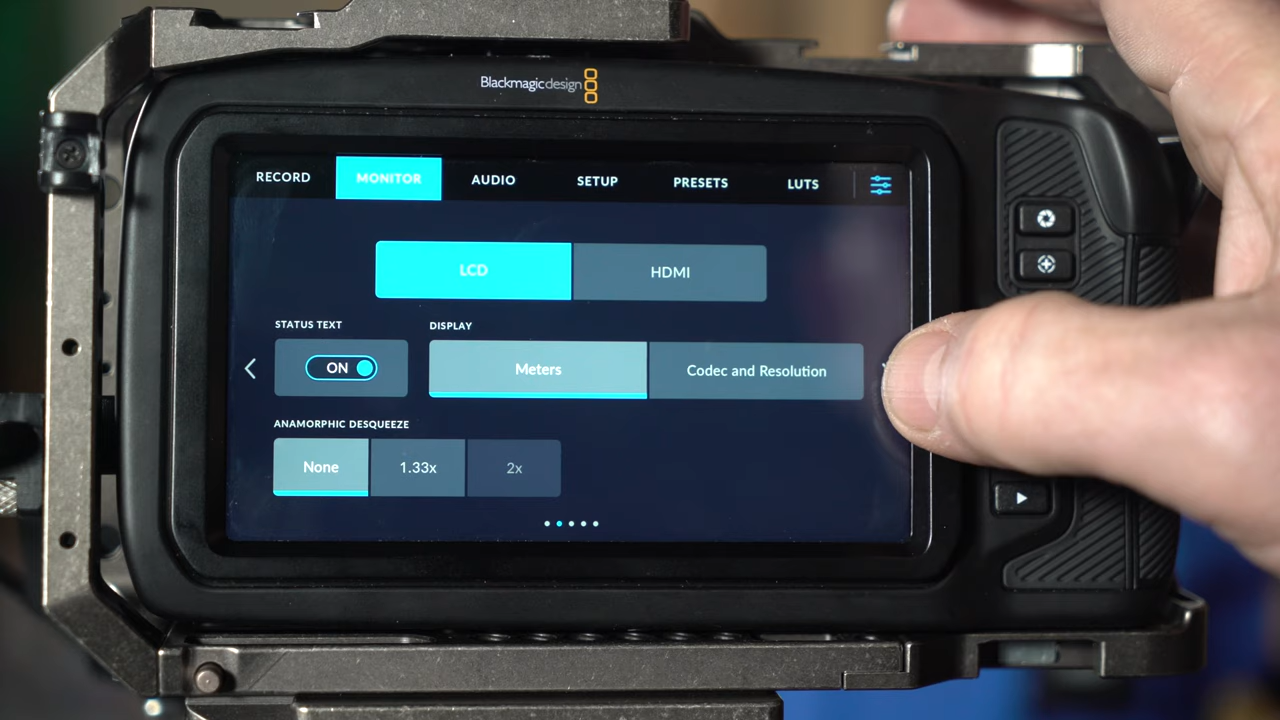 Blackmagicdesign
RECORD MONITOR AUDIO SETUP PRESETS LUTS
LCD HDMI
STATUS TEXT DISPLAY
ON Meters Codec and Resolution
ANAMORPHIC DESQUEEZE
None 1.33x 2x